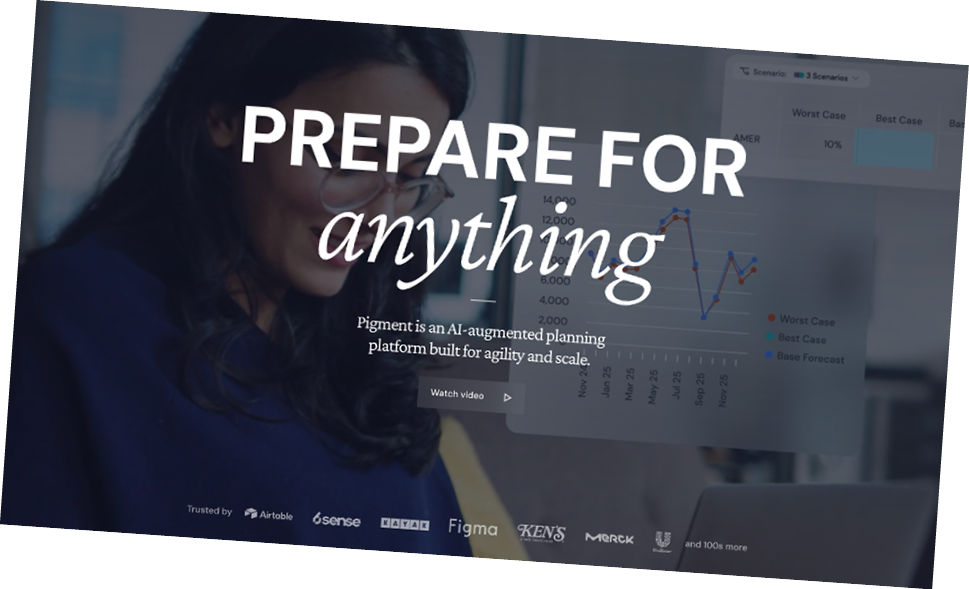 Scenario: 3 Scenarios
Worst Case Best Case
AMER 10%
PREPARE FOR
anything
14,000
12,000
6,000
4,000
2,000
Worst Case
Best Case
Base Forecast
Jan 25 Mar 25 May 25 Jul 25 Sep 25 Nov 25
Pigment is an AI-augmented planning
platform built for agility and scale.
Watch video
Trusted by Airtable 6sense KAYAK Figma KEN'S MERCK Unilever and 100s more